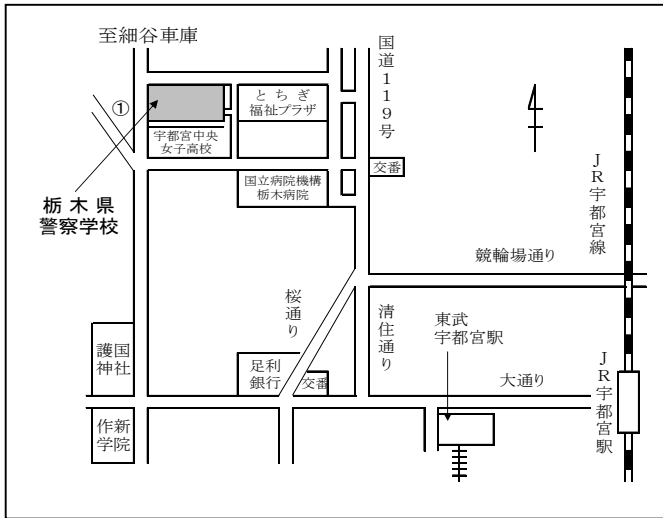 至細谷車庫
国道119号
①
とちぎ
福祉プラザ
宇都宮中央
女子高校
交番
国立病院機構
栃木病院
栃木県
警察学校
JR宇都宮線
競輪場通り
桜通り
清住通り
東武
宇都宮駅
護国
神社
足利
銀行
交番
大通り
JR宇都宮駅
作新
学院